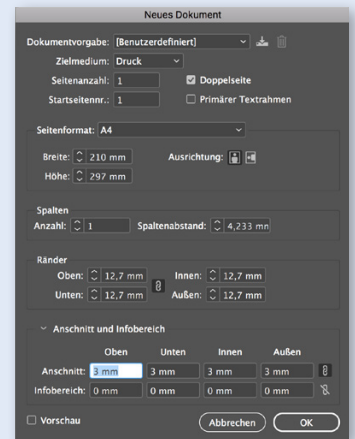 Neues Dokument
Dokumentvorgabe: [Benutzerdefiniert]
Zielmedium: Druck
Seitenanzahl: 1 Doppelseite
Startseitennr.: 1 Primärer Textrahmen
Seitenformat: A4
Breite: 210 mm Ausrichtung:
Höhe: 297 mm
Spalten
Anzahl: 1 Spaltenabstand: 4,233 mm
Ränder
Oben: 12,7 mm Innen: 12,7 mm
Unten: 12,7 mm Außen: 12,7 mm
Anschnitt und Infobereich
Oben Unten Innen Außen
Anschnitt: 3 mm 3 mm 3 mm 3 mm
Infobereich: 0 mm 0 mm 0 mm 0 mm
Vorschau Abbrechen OK